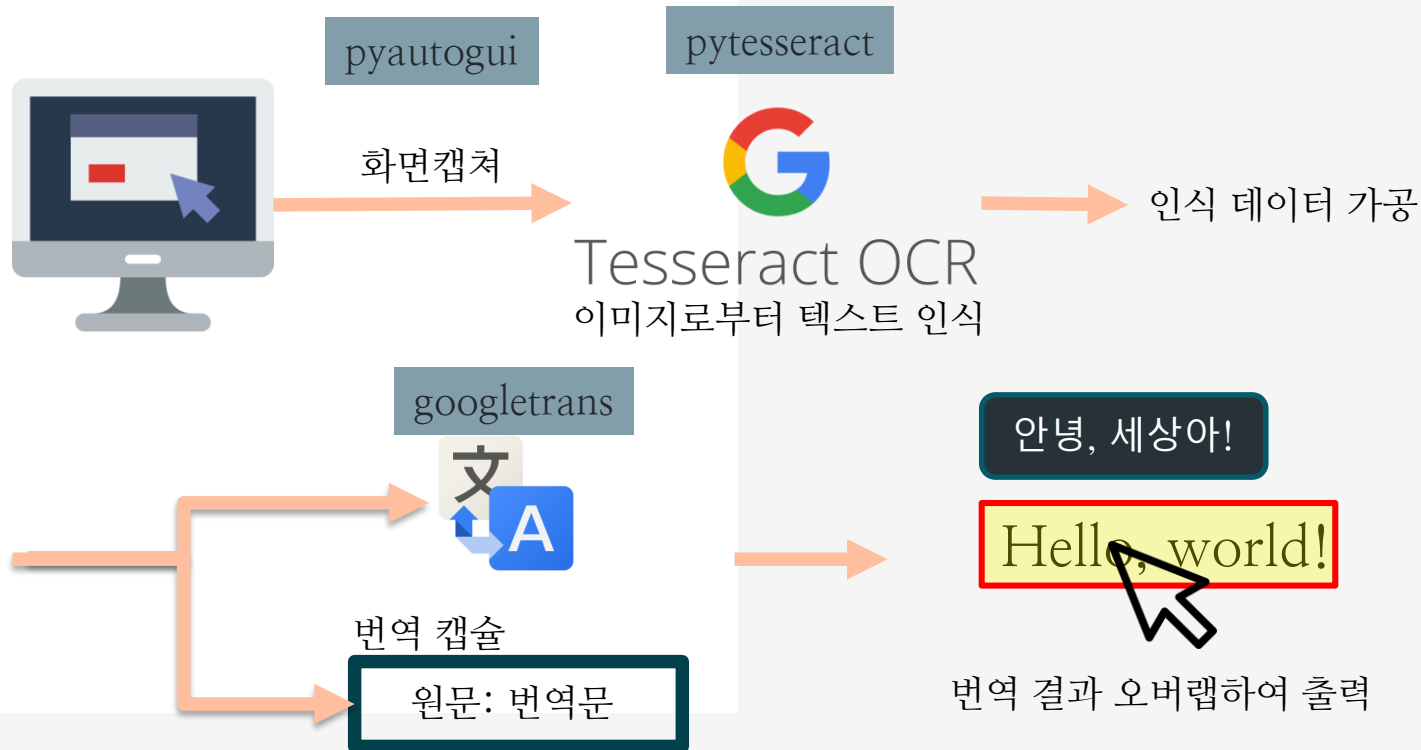 pyautogui
pytesseract
화면캡쳐
Tesseract OCR
이미지로부터 텍스트 인식
인식 데이터 가공
googletrans
文
A
번역 캡슐
원문: 번역문
안녕, 세상아!
Hello, world!
번역 결과 오버랩하여 출력